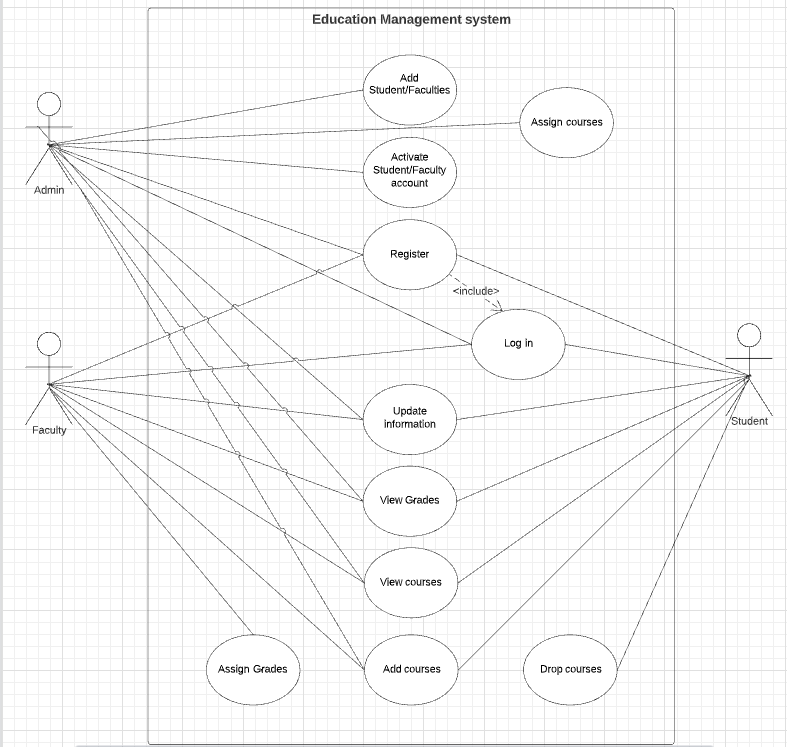 Education Management system
Add
Student/Faculties
Assign courses
Activate
Student/Faculty
account
Admin
Register
<include>
Log in
Faculty
Update
information
Student
View Grades
View courses
Assign Grades
Add courses
Drop courses